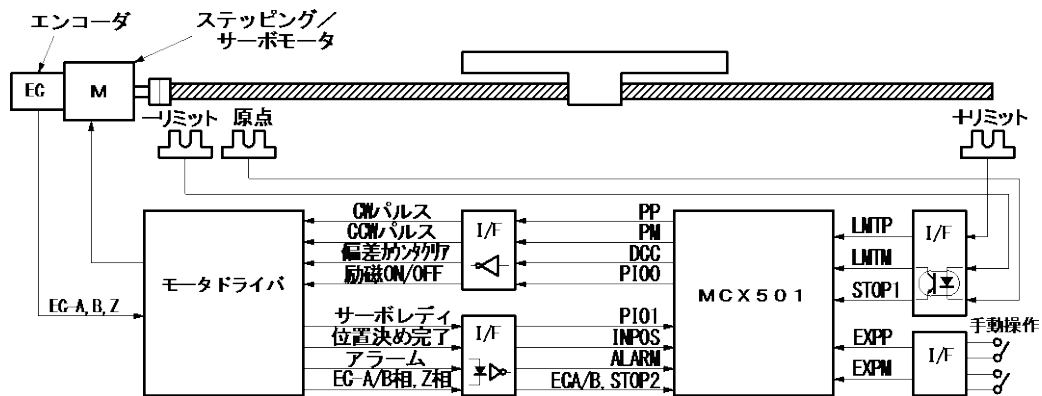 エンコーダ
ステッピング／
サーボモータ
EC
M
ーリミット
原点
＋リミット
CWパルス
CCWパルス
偏差カウンタクリア
励磁ON/OFF
I/F
PP
PM
DCC
PIO0
LMTP
LMTM
STOP1
I/F
モータドライバ
MCX501
EC-A, B, Z
サーボレディ
位置決め完了
アラーム
EC-A/B相, Z相
I/F
PIO1
INPOS
ALARM
ECA/B, STOP2
EXPP
EXPM
I/F
手動操作